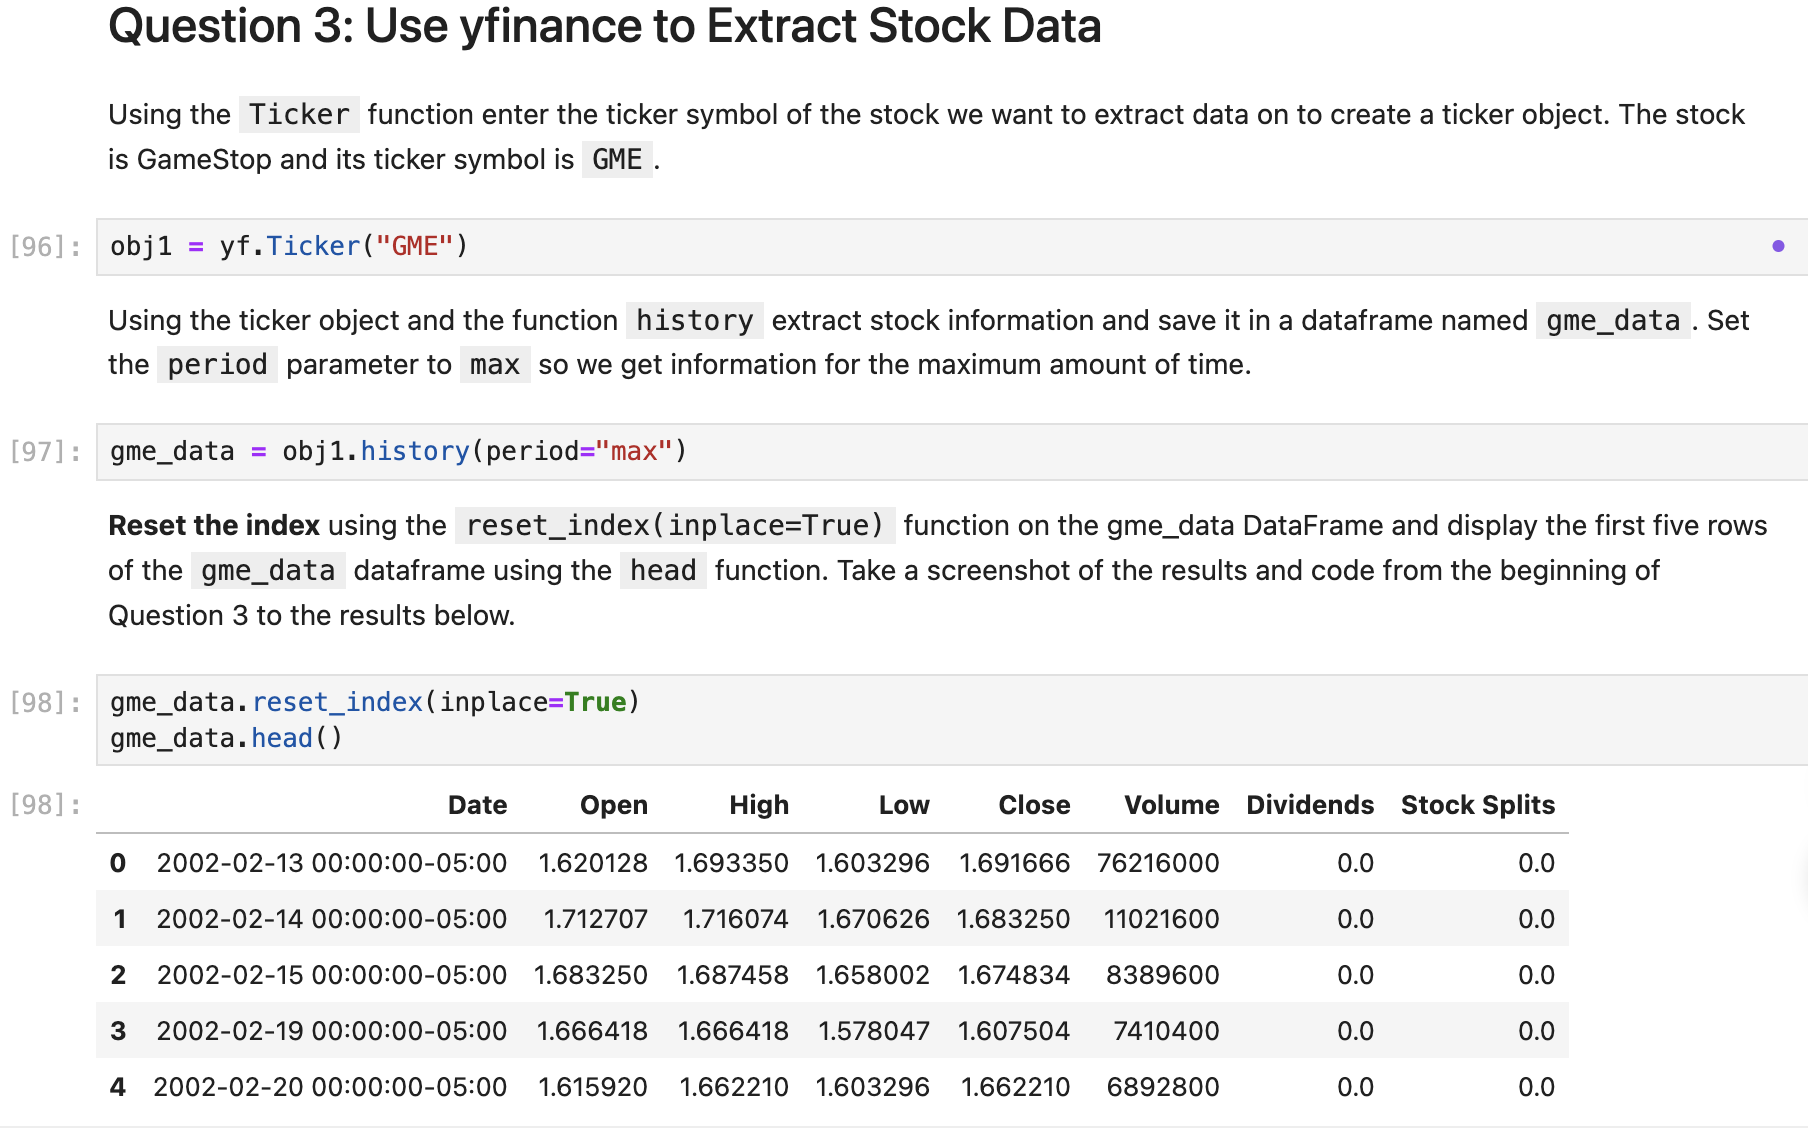 Question 3: Use yfinance to Extract Stock Data
Using the Ticker function enter the ticker symbol of the stock we want to extract data on to create a ticker object. The stock
is GameStop and its ticker symbol is GME .
[96]: obj1 = yf.Ticker("GME")
Using the ticker object and the function history extract stock information and save it in a dataframe named gme_data . Set
the period parameter to max so we get information for the maximum amount of time.
[97]: gme_data = obj1.history(period="max")
Reset the index using the reset_index(inplace=True) function on the gme_data DataFrame and display the first five rows
of the gme_data dataframe using the head function. Take a screenshot of the results and code from the beginning of
Question 3 to the results below.
[98]: gme_data.reset_index(inplace=True)
gme_data.head()
[98]: Date Open High Low Close Volume Dividends Stock Splits
0 2002-02-13 00:00:00-05:00 1.620128 1.693350 1.603296 1.691666 76216000 0.0 0.0
1 2002-02-14 00:00:00-05:00 1.712707 1.716074 1.670626 1.683250 11021600 0.0 0.0
2 2002-02-15 00:00:00-05:00 1.683250 1.687458 1.658002 1.674834 8389600 0.0 0.0
3 2002-02-19 00:00:00-05:00 1.666418 1.666418 1.578047 1.607504 7410400 0.0 0.0
4 2002-02-20 00:00:00-05:00 1.615920 1.662210 1.603296 1.662210 6892800 0.0 0.0